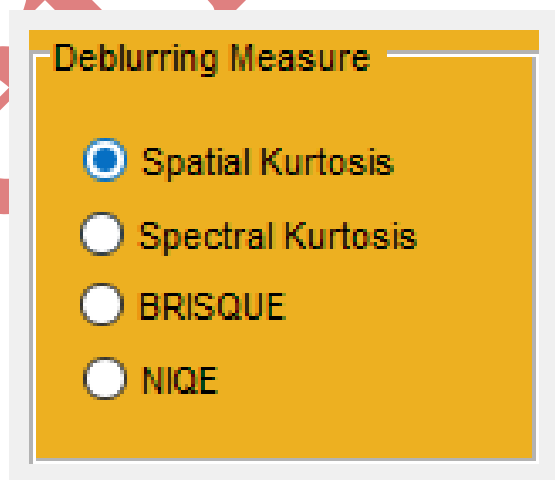 Deblurring Measure
Spatial Kurtosis
Spectral Kurtosis
BRISQUE
NIQE